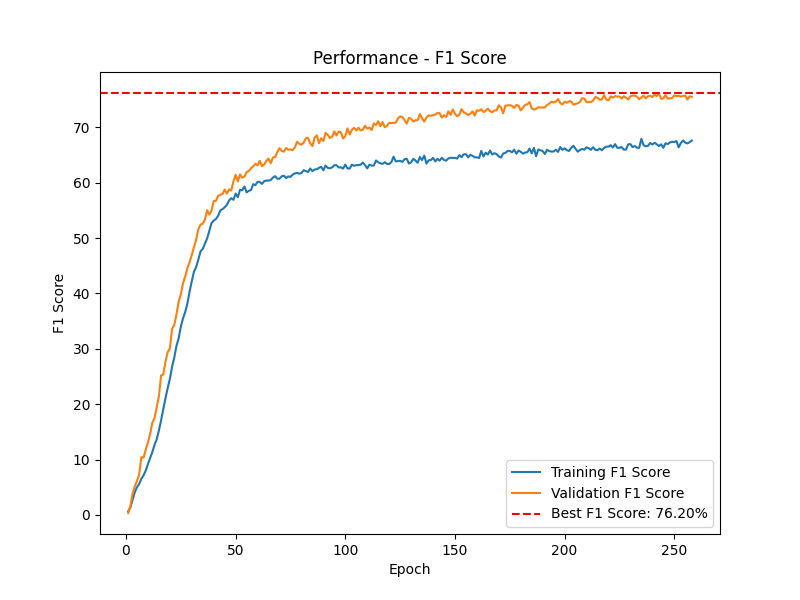 Performance - F1 Score
F1 Score
70
60
50
40
30
20
10
0
0 50 100 150 200 250
Epoch
Training F1 Score
Validation F1 Score
Best F1 Score: 76.20%